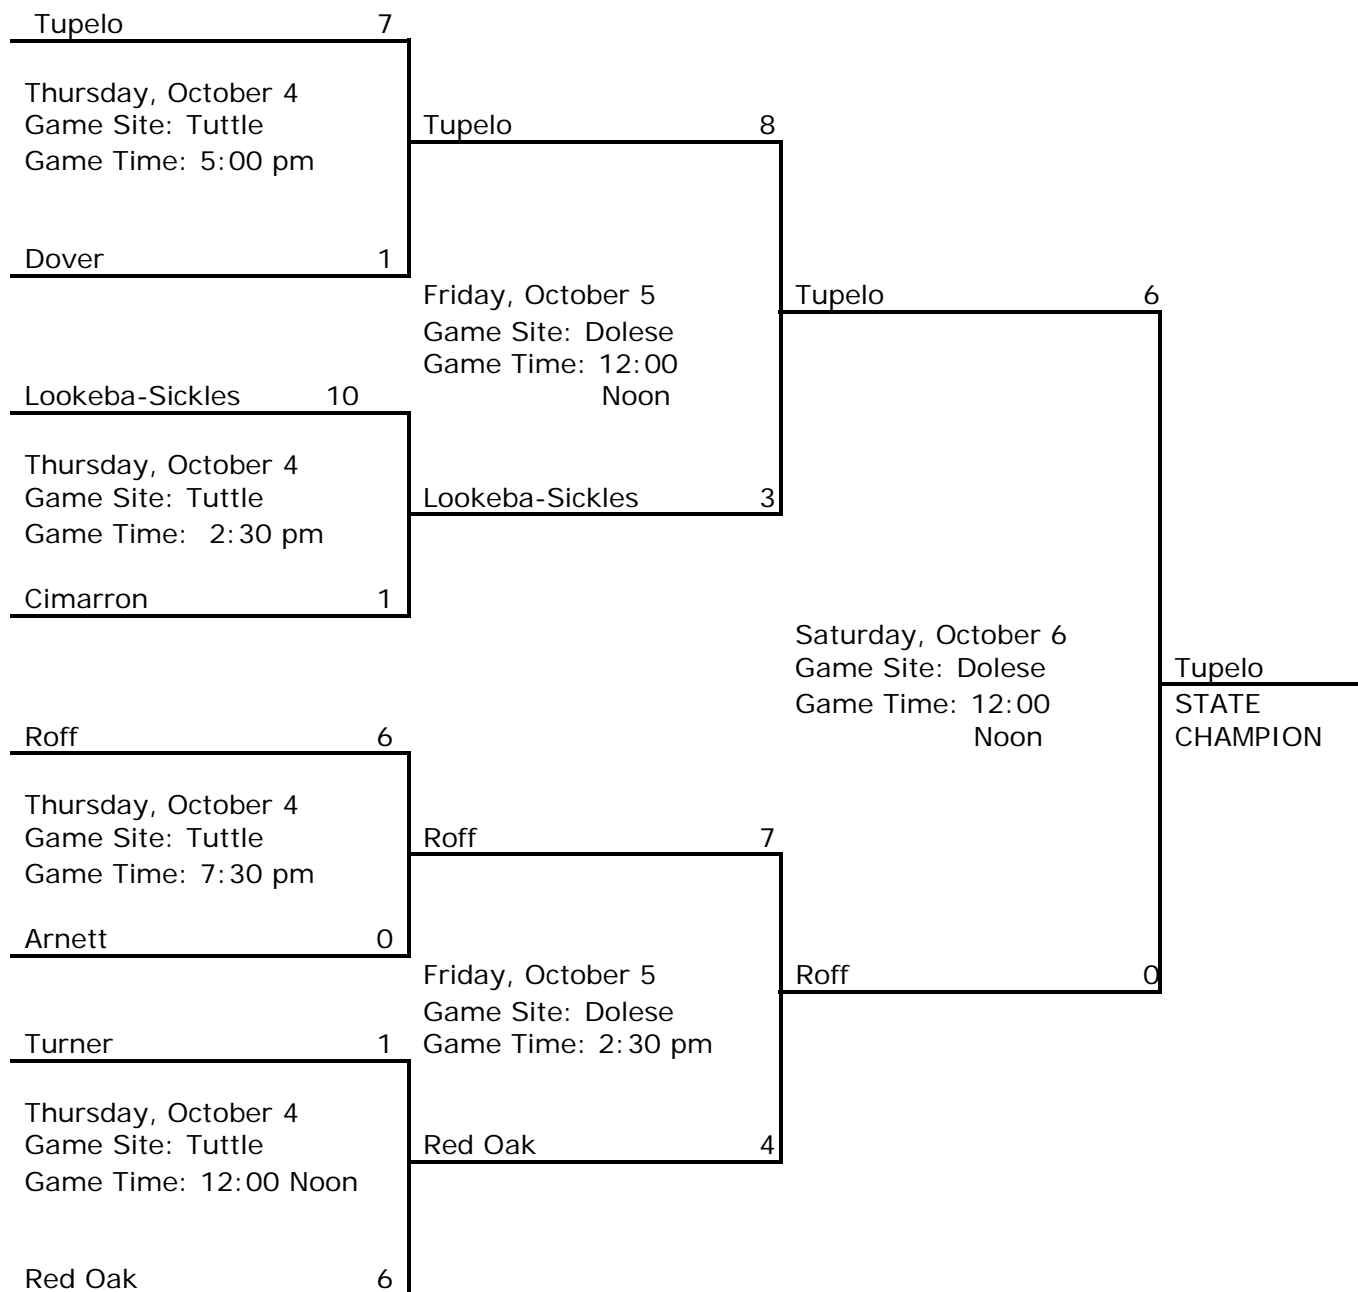 Tupelo 7
Thursday, October 4
Game Site: Tuttle
Game Time: 5:00 pm
Dover 1
Lookeba-Sickles 10
Thursday, October 4
Game Site: Tuttle
Game Time: 2:30 pm
Cimarron 1
Roff 6
Thursday, October 4
Game Site: Tuttle
Game Time: 7:30 pm
Arnett 0
Turner 1
Thursday, October 4
Game Site: Tuttle
Game Time: 12:00 Noon
Red Oak 6
Tupelo 8
Friday, October 5
Game Site: Dolese
Game Time: 12:00
Noon
Lookeba-Sickles 3
Roff 7
Friday, October 5
Game Site: Dolese
Game Time: 2:30 pm
Red Oak 4
Tupelo 6
Saturday, October 6
Game Site: Dolese
Game Time: 12:00
Noon
Roff 0
Tupelo
STATE
CHAMPION